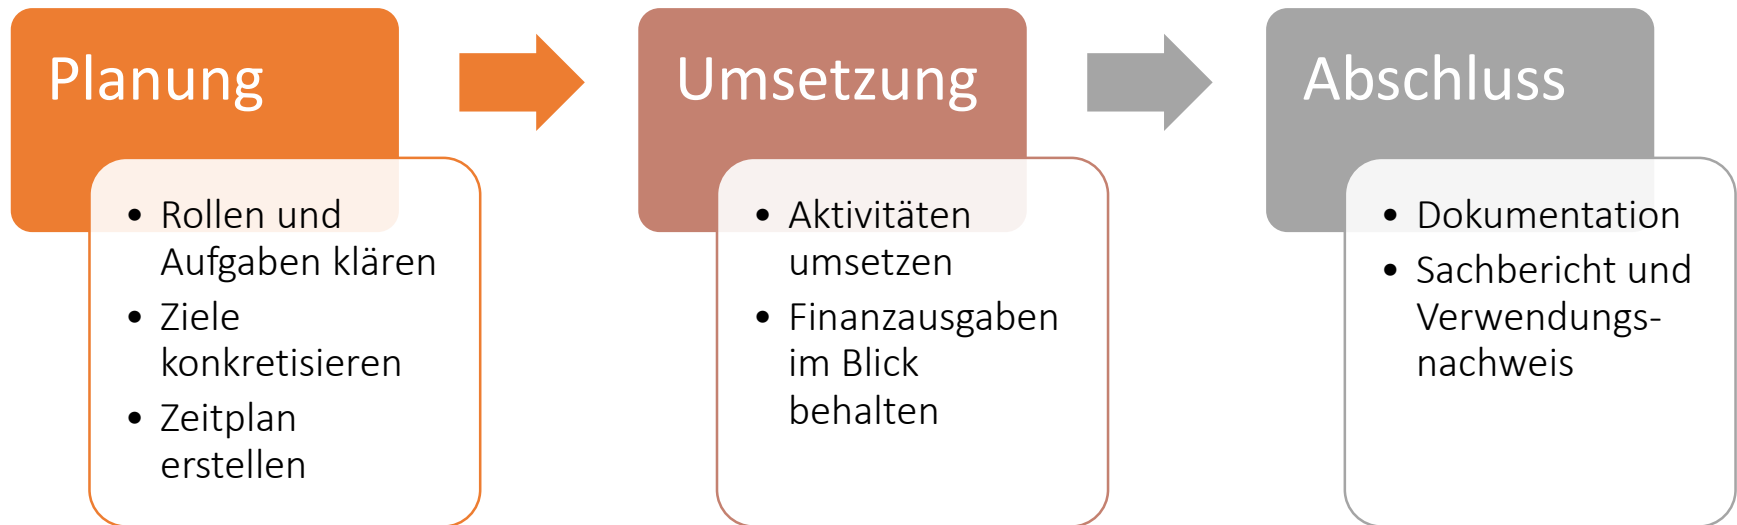 Planung
• Rollen und
Aufgaben klären
• Ziele
konkretisieren
• Zeitplan
erstellen
Umsetzung
• Aktivitäten
umsetzen
• Finanzausgaben
im Blick
behalten
Abschluss
• Dokumentation
• Sachbericht und
Verwendungs-
nachweis